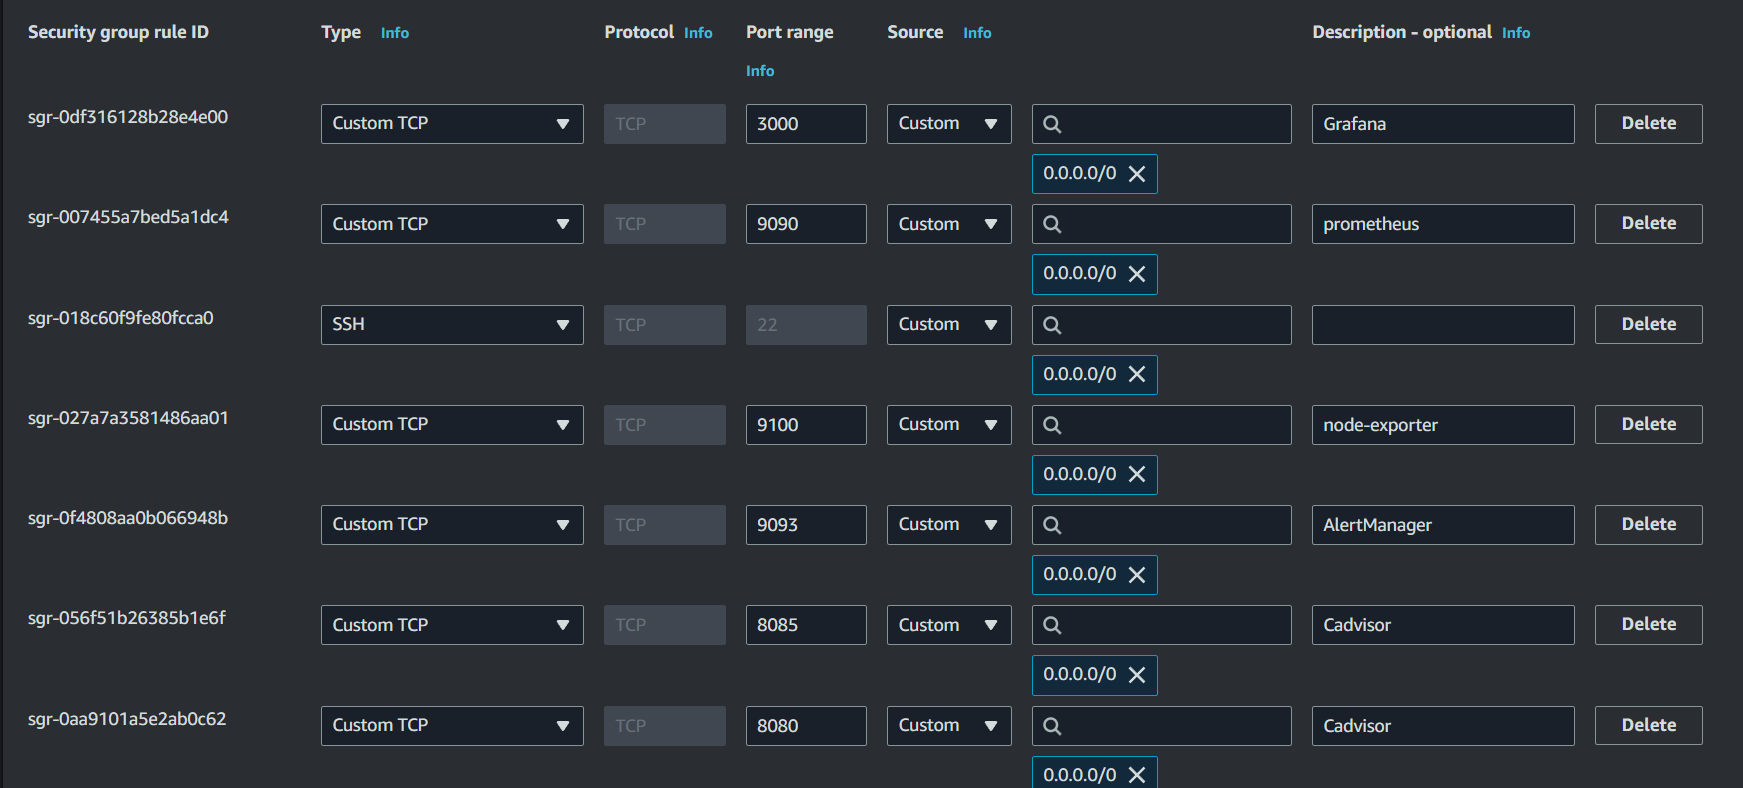 Security group rule ID Type Info Protocol Info Port range Source Info Description - optional Info
Info
sgr-0df316128b28e4e00 Custom TCP TCP 3000 Custom Grafana Delete
0.0.0.0/0
sgr-007455a7bed5a1dc4 Custom TCP TCP 9090 Custom prometheus Delete
0.0.0.0/0
sgr-018c60f9fe80fcca0 SSH TCP 22 Custom Delete
0.0.0.0/0
sgr-027a7a3581486aa01 Custom TCP TCP 9100 Custom node-exporter Delete
0.0.0.0/0
sgr-0f4808aa0b066948b Custom TCP TCP 9093 Custom AlertManager Delete
0.0.0.0/0
sgr-056f51b26385b1e6f Custom TCP TCP 8085 Custom Cadvisor Delete
0.0.0.0/0
sgr-0aa9101a5e2ab0c62 Custom TCP TCP 8080 Custom Cadvisor Delete
0.0.0.0/0